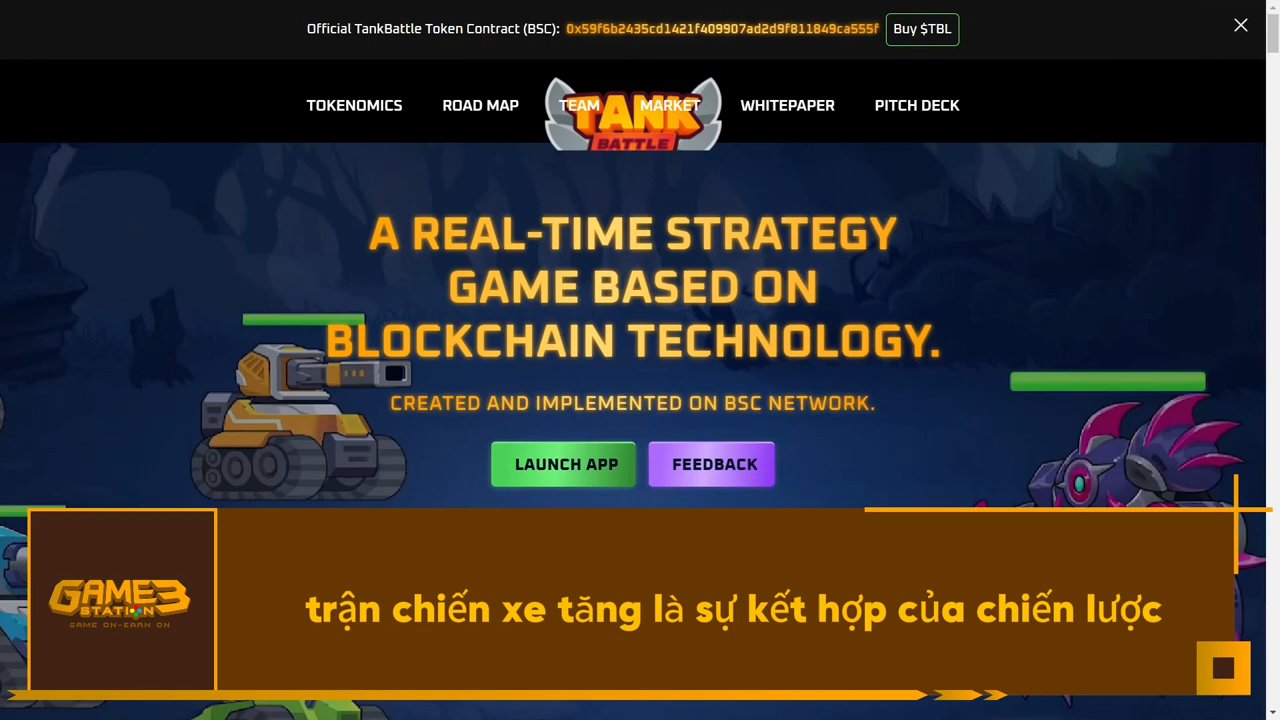 Official TankBattle Token Contract (BSC): 0x59f6b2435cd1421f409907ad2d9f811849ca555f Buy $TBL
TOKENOMICS ROAD MAP TEAM MARKET WHITEPAPER PITCH DECK
TANK
BATTLE
A REAL-TIME STRATEGY
GAME BASED ON
BLOCKCHAIN TECHNOLOGY.
CREATED AND IMPLEMENTED ON BSC NETWORK.
LAUNCH APP FEEDBACK
GAME3
STATION
GAME ON-EARN ON
trận chiến xe tăng là sự kết hợp của chiến lược